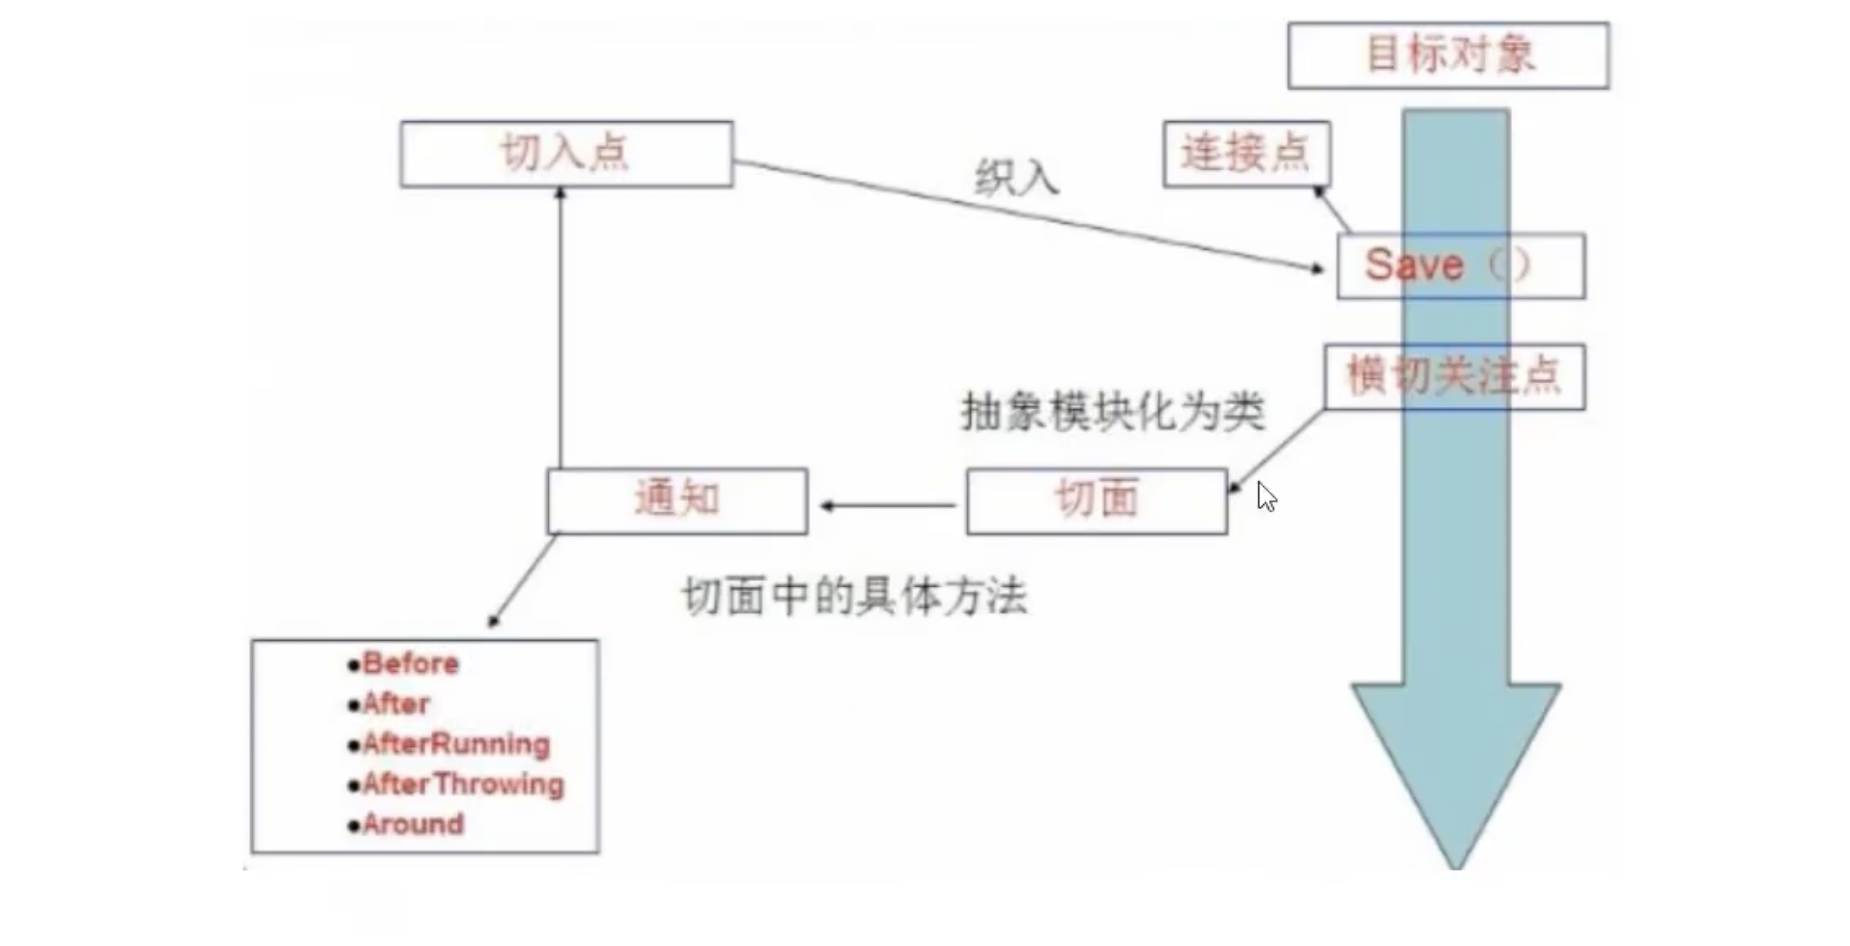 目标对象
切入点
织入
连接点
Save（）
横切关注点
抽象模块化为类
通知
切面
切面中的具体方法
●Before
●After
●AfterRunning
●AfterThrowing
●Around